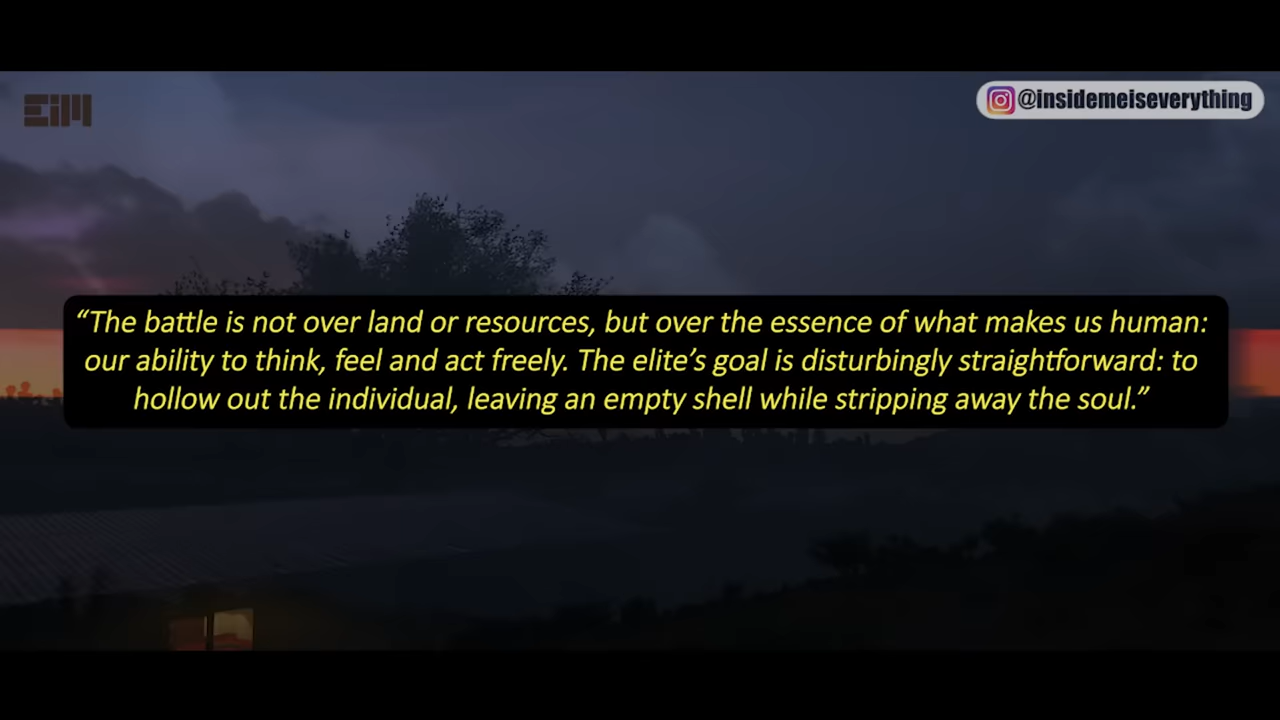 EiM
@insidemeiseverything
“The battle is not over land or resources, but over the essence of what makes us human:
our ability to think, feel and act freely. The elite’s goal is disturbingly straightforward: to
hollow out the individual, leaving an empty shell while stripping away the soul.”